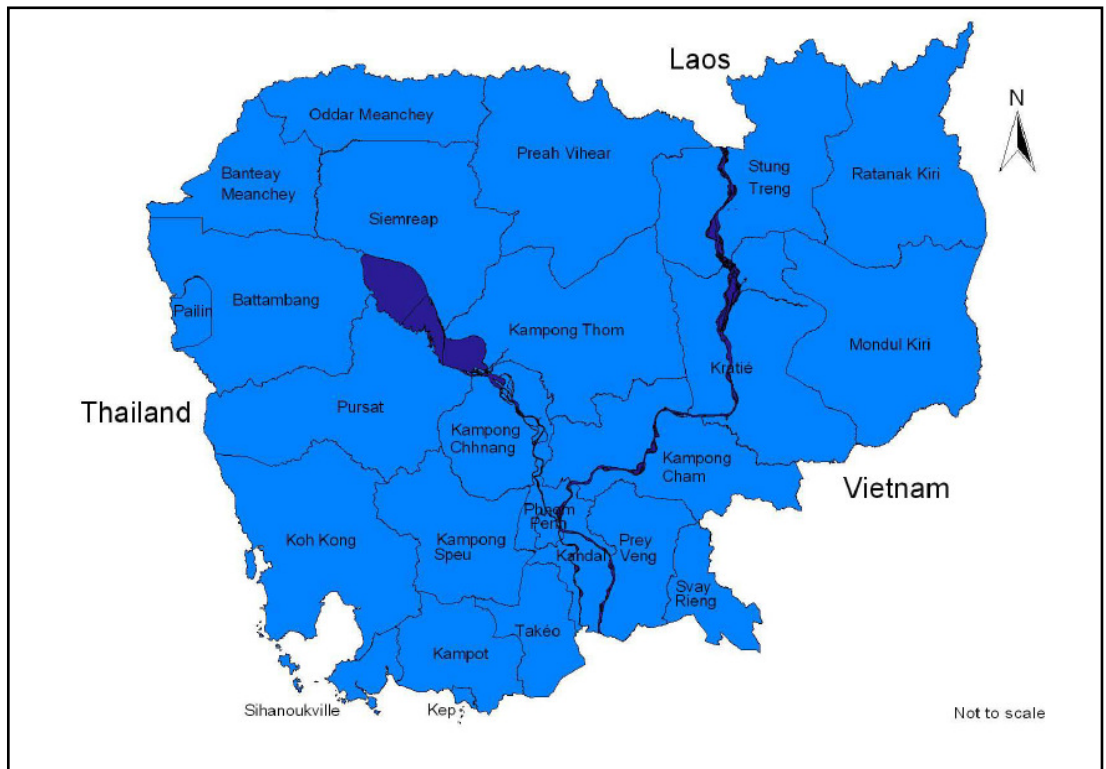 Laos
N
Oddar Meanchey
Preah Vihear
Stung
Treng
Ratanak Kiri
Banteay
Meanchey
Siemreap
Battambang
Pailin
Kampong Thom
Mondul Kiri
Kratié
Thailand
Pursat
Kampong
Chhnang
Kampong
Cham
Vietnam
Phnom
Penh
Koh Kong
Kampong
Speu
Kandal
Prey
Veng
Svay
Rieng
Takéo
Kampot
Sihanoukville
Kep
Not to scale